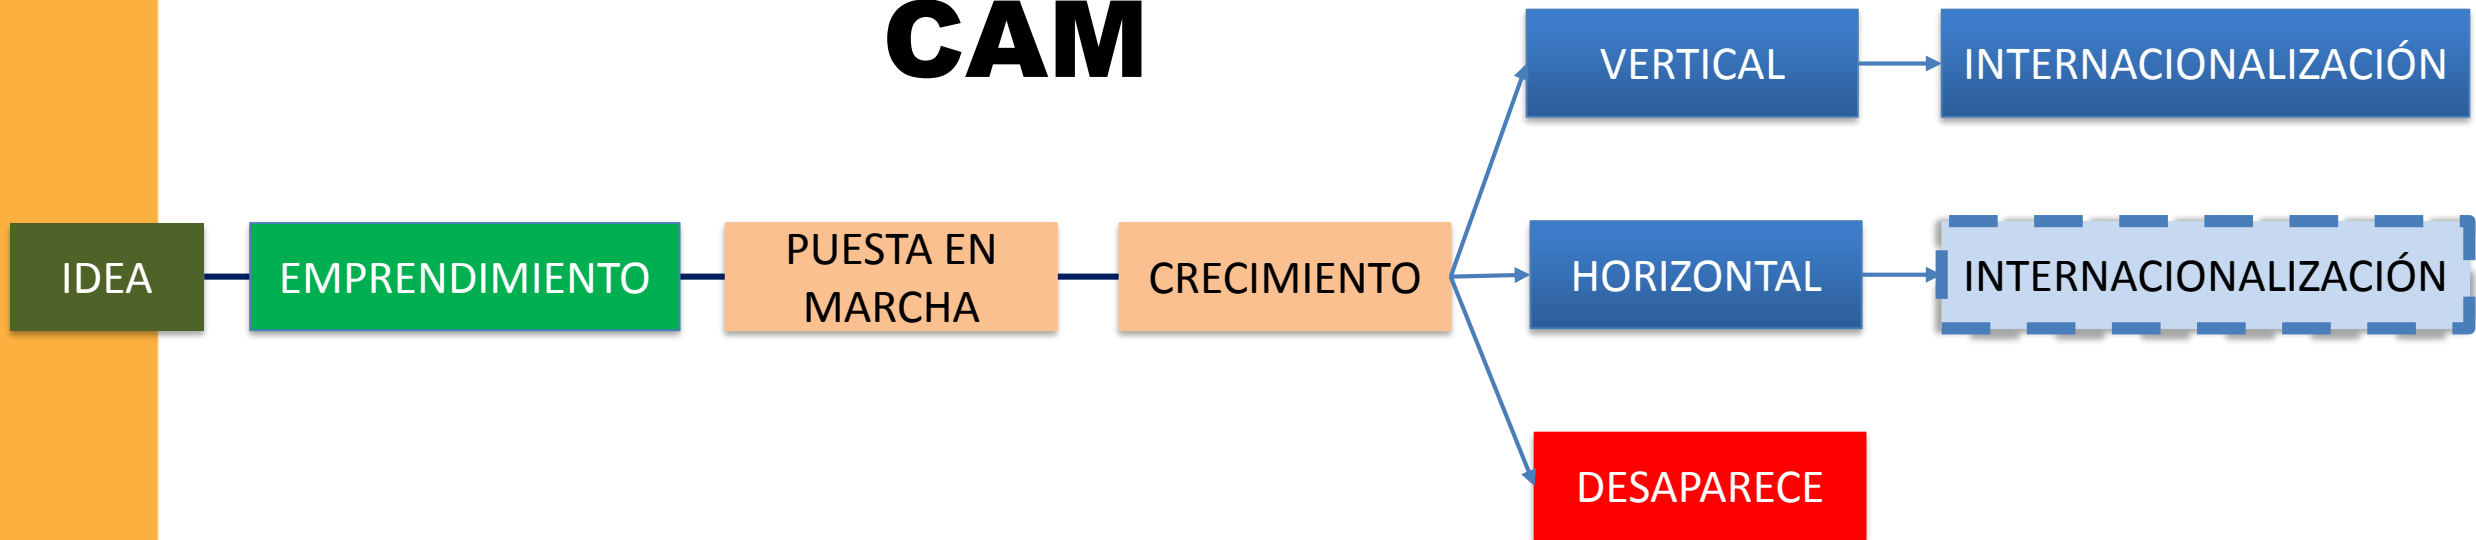 CAM
VERTICAL
INTERNACIONALIZACIÓN
IDEA
EMPRENDIMIENTO
PUESTA EN
MARCHA
CRECIMIENTO
HORIZONTAL
INTERNACIONALIZACIÓN
DESAPARECE